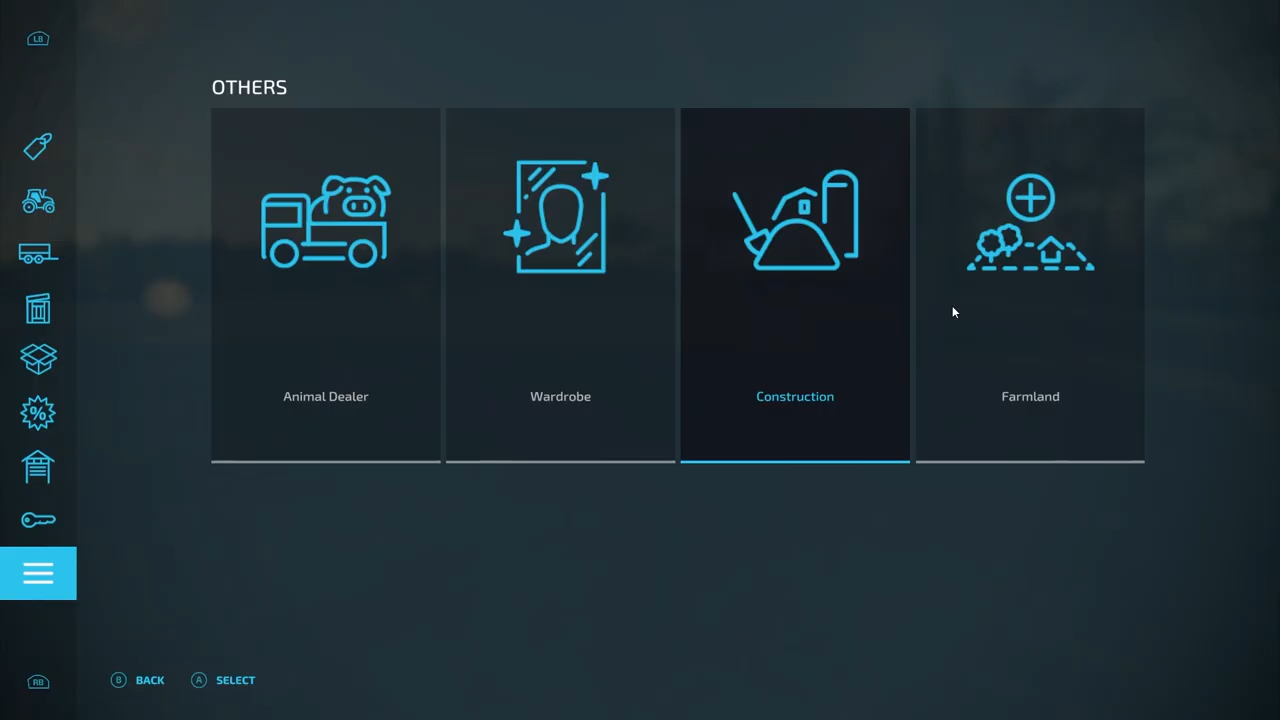 LB
OTHERS
%
Animal Dealer
Wardrobe
Construction
Farmland
B BACK
A SELECT
RB